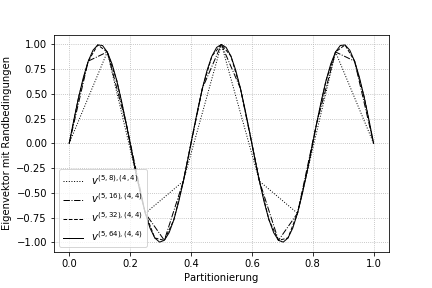 1.00
0.75
0.50
0.25
0.00
−0.25
−0.50
−0.75
−1.00
Eigenvektor mit Randbedingungen
v^(5, 8),(4, 4)
v^(5, 16),(4, 4)
v^(5, 32),(4, 4)
v^(5, 64),(4, 4)
0.0 0.2 0.4 0.6 0.8 1.0
Partitionierung